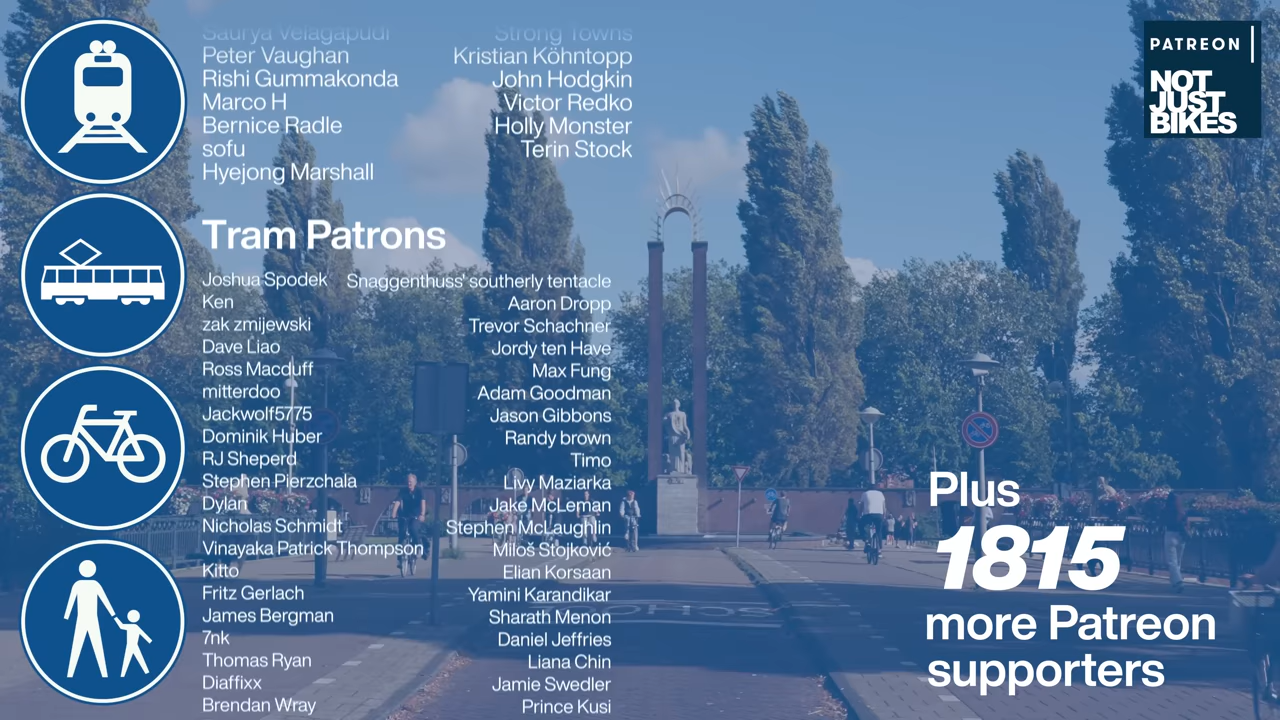 Saurya Velagapudi
Peter Vaughan
Rishi Gummakonda
Marco H
Bernice Radle
sofu
Hyejong Marshall
Strong Towns
Kristian Köhntopp
John Hodgkin
Victor Redko
Holly Monster
Terin Stock
Tram Patrons
Joshua Spodek
Ken
zak zmijewski
Dave Liao
Ross Macduff
mitterdoo
Jackwolf5775
Dominik Huber
RJ Sheperd
Stephen Pierzchala
Dylan
Nicholas Schmidt
Vinayaka Patrick Thompson
Kitto
Fritz Gerlach
James Bergman
7nk
Thomas Ryan
Diaffixx
Brendan Wray
Snaggenthuss' southerly tentacle
Aaron Dropp
Trevor Schachner
Jordy ten Have
Max Fung
Adam Goodman
Jason Gibbons
Randy brown
Timo
Livy Maziarka
Jake McLeman
Stephen McLaughlin
Miloš Stojković
Elian Korsaan
Yamini Karandikar
Sharath Menon
Daniel Jeffries
Liana Chin
Jamie Swedler
Prince Kusi
PATREON
NOT
JUST
BIKES
Plus
1815
more Patreon
supporters